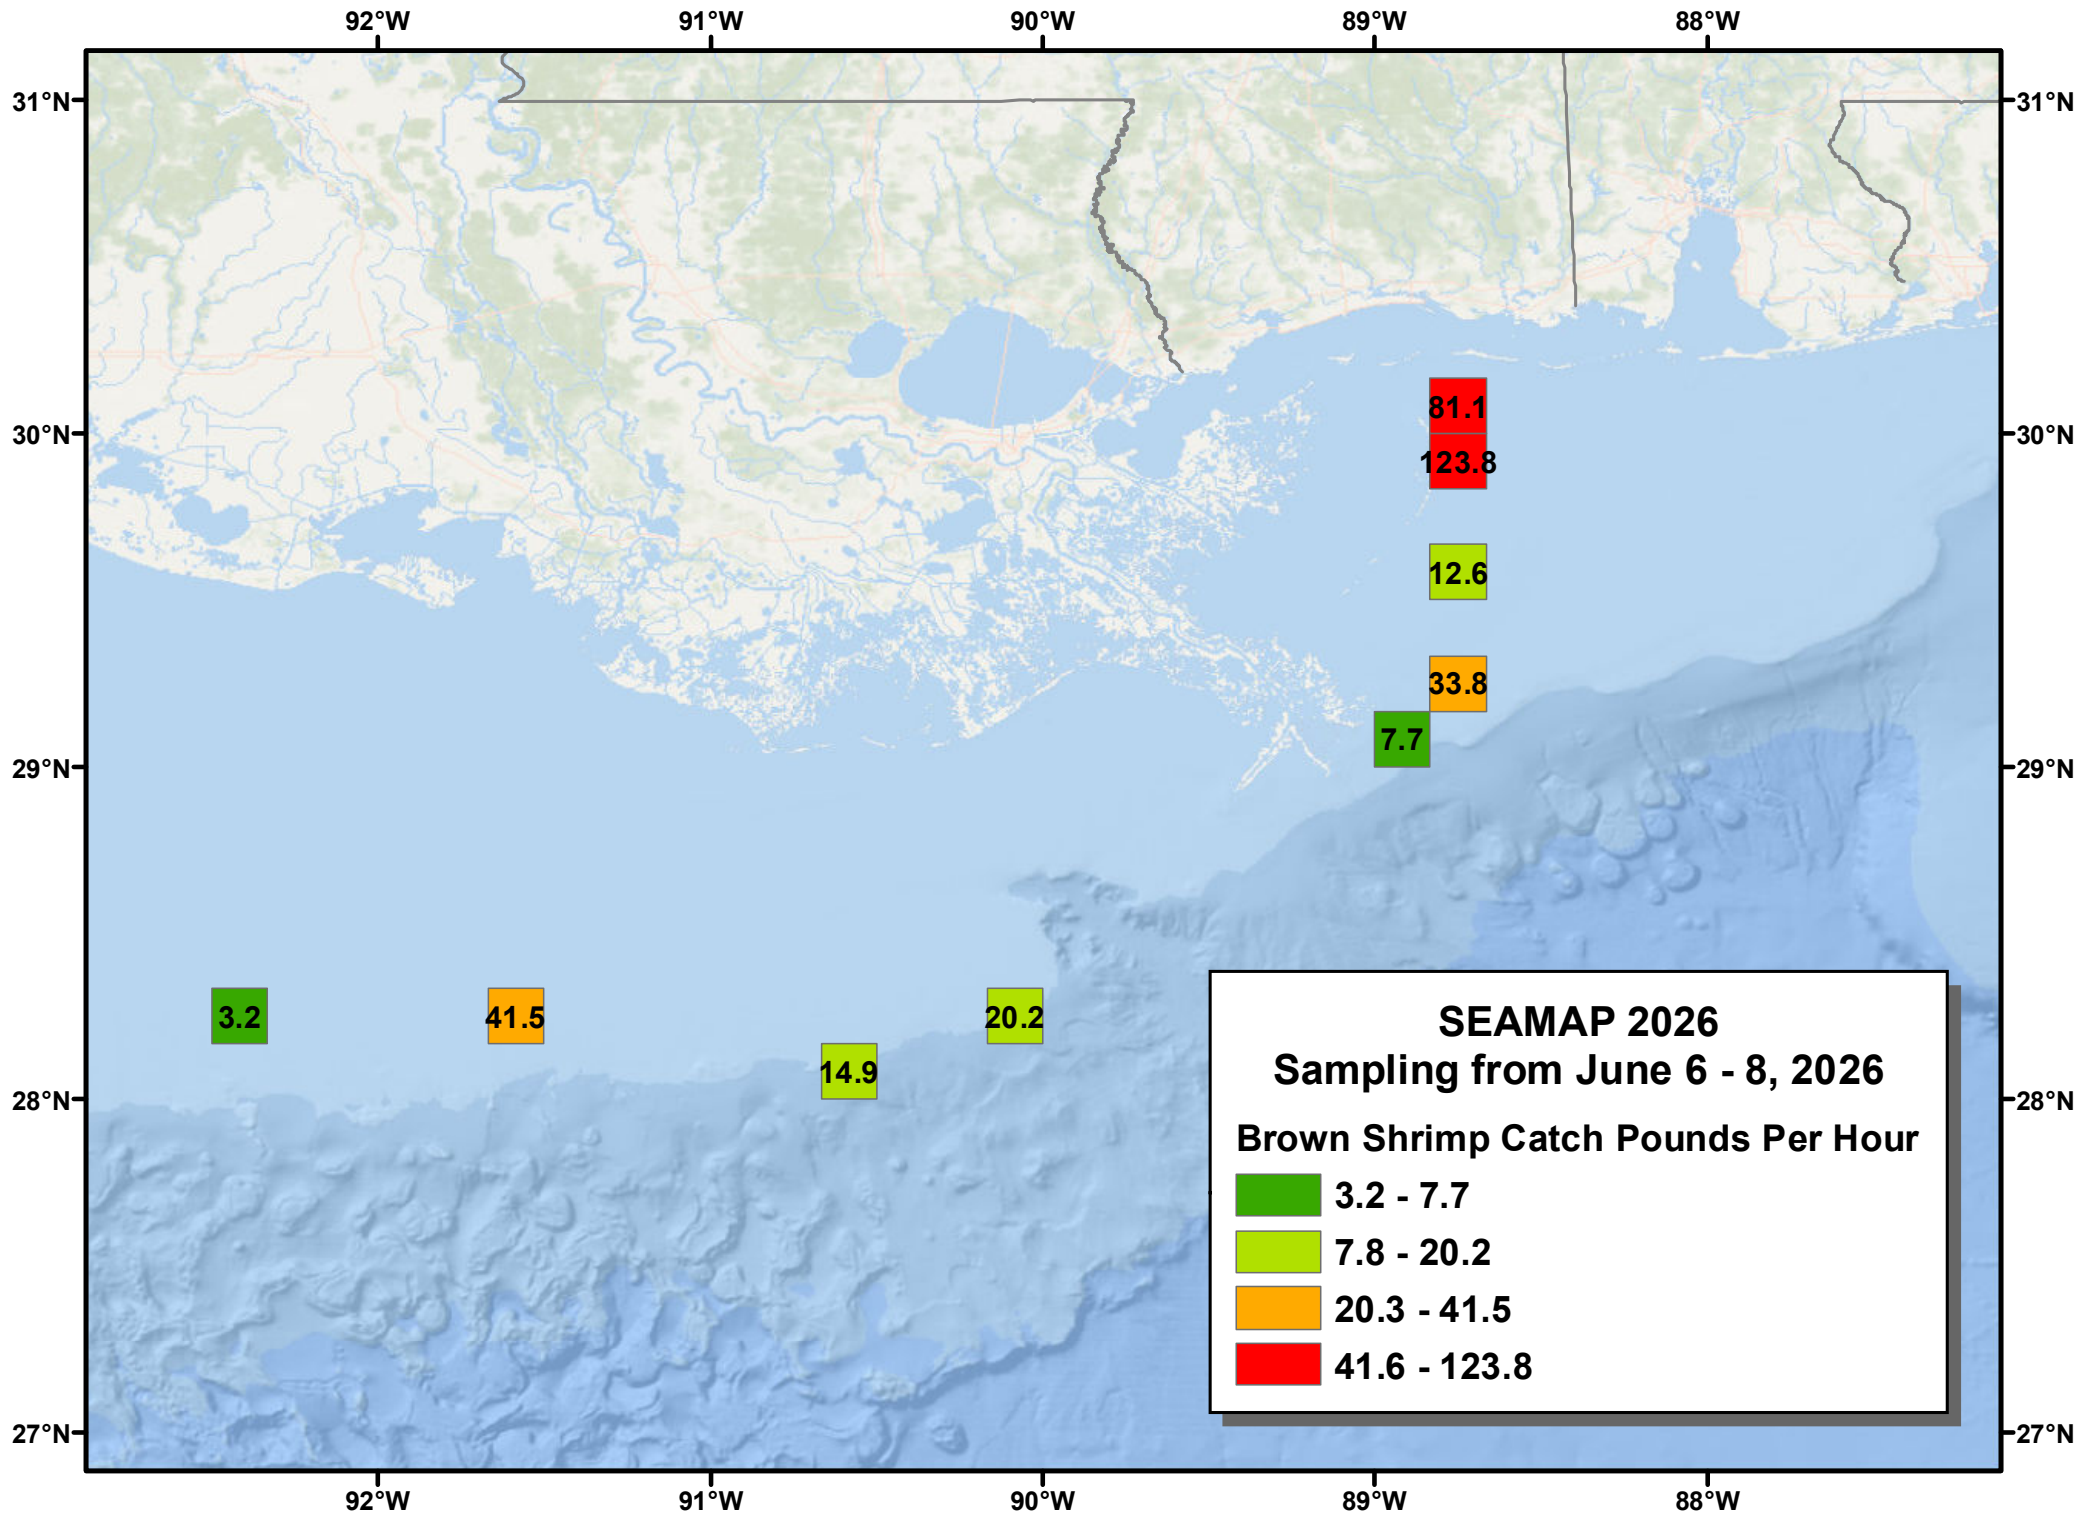 92°W 91°W 90°W 89°W 88°W
31°N 31°N
81.1
30°N 30°N
123.8
12.6
33.8
7.7
29°N 29°N
3.2 41.5 20.2
14.9
28°N 28°N
SEAMAP 2026
Sampling from June 6 - 8, 2026
Brown Shrimp Catch Pounds Per Hour
3.2 - 7.7
7.8 - 20.2
20.3 - 41.5
41.6 - 123.8
27°N 27°N
92°W 91°W 90°W 89°W 88°W